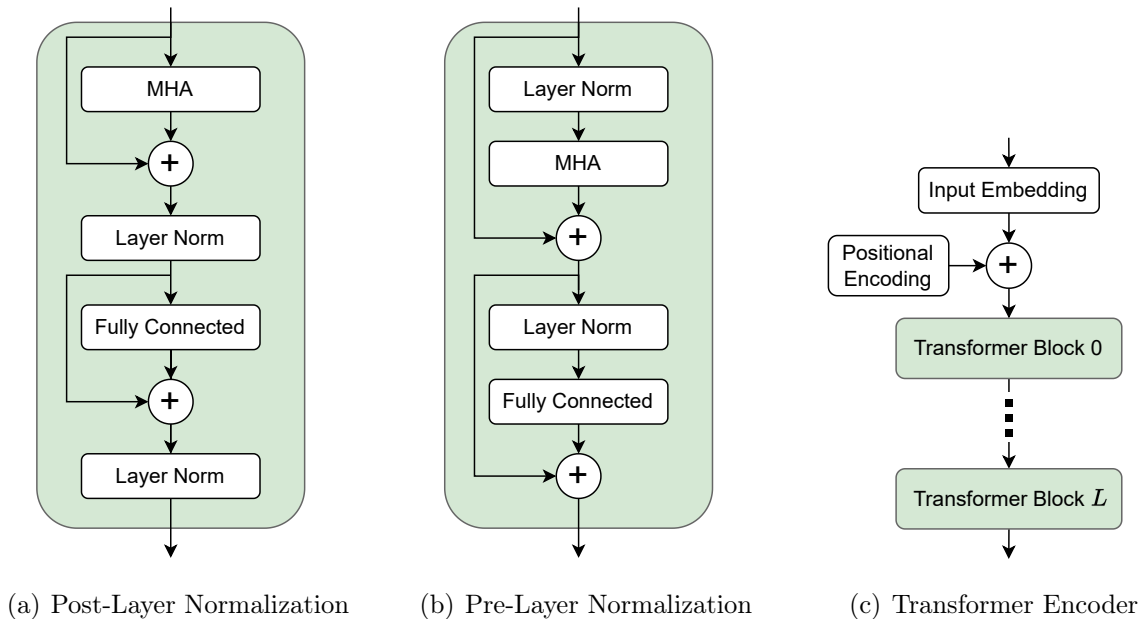 MHA
+
Layer Norm
Fully Connected
+
Layer Norm
(a) Post-Layer Normalization
Layer Norm
MHA
+
Layer Norm
Fully Connected
+
(b) Pre-Layer Normalization
Input Embedding
Positional
Encoding
+
Transformer Block 0
Transformer Block L
(c) Transformer Encoder